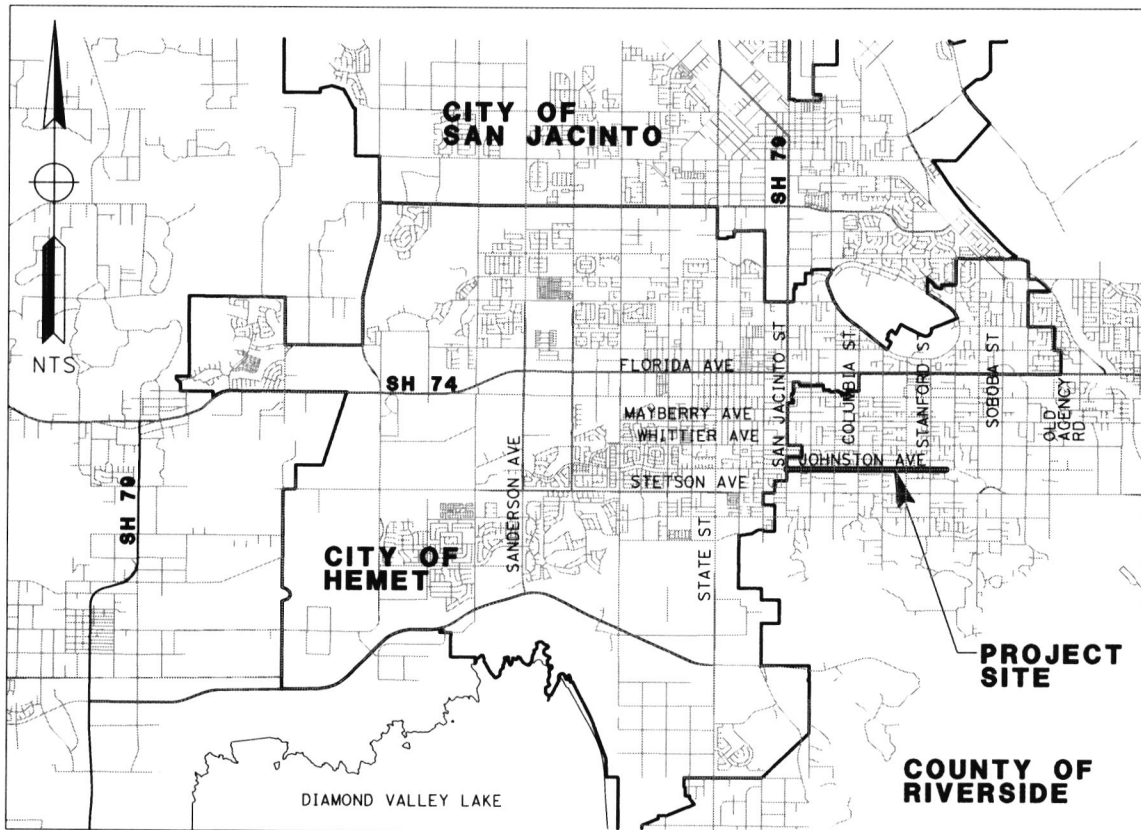 CITY OF
SAN JACINTO
SH 79
NTS
FLORIDA AVE
SH 74
MAYBERRY AVE
WHITTIER AVE
STETSON AVE
SAN JACINTO ST
COLUMBIA ST
STANFORD ST
SOBOBA ST
OLD
AGENCY
RD.
JOHNSTON AVE
SANDERSON AVE
STATE ST
SH 79
CITY OF
HEMET
PROJECT
SITE
DIAMOND VALLEY LAKE
COUNTY OF
RIVERSIDE